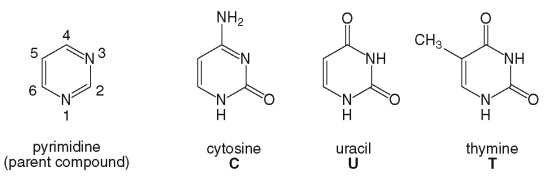 NH₂
O
O
4
CH₃
5
N 3
N
NH
NH
6
2
N
N
O
N
O
N
O
1
H
H
H
pyrimidine
(parent compound)
cytosine
C
uracil
U
thymine
T